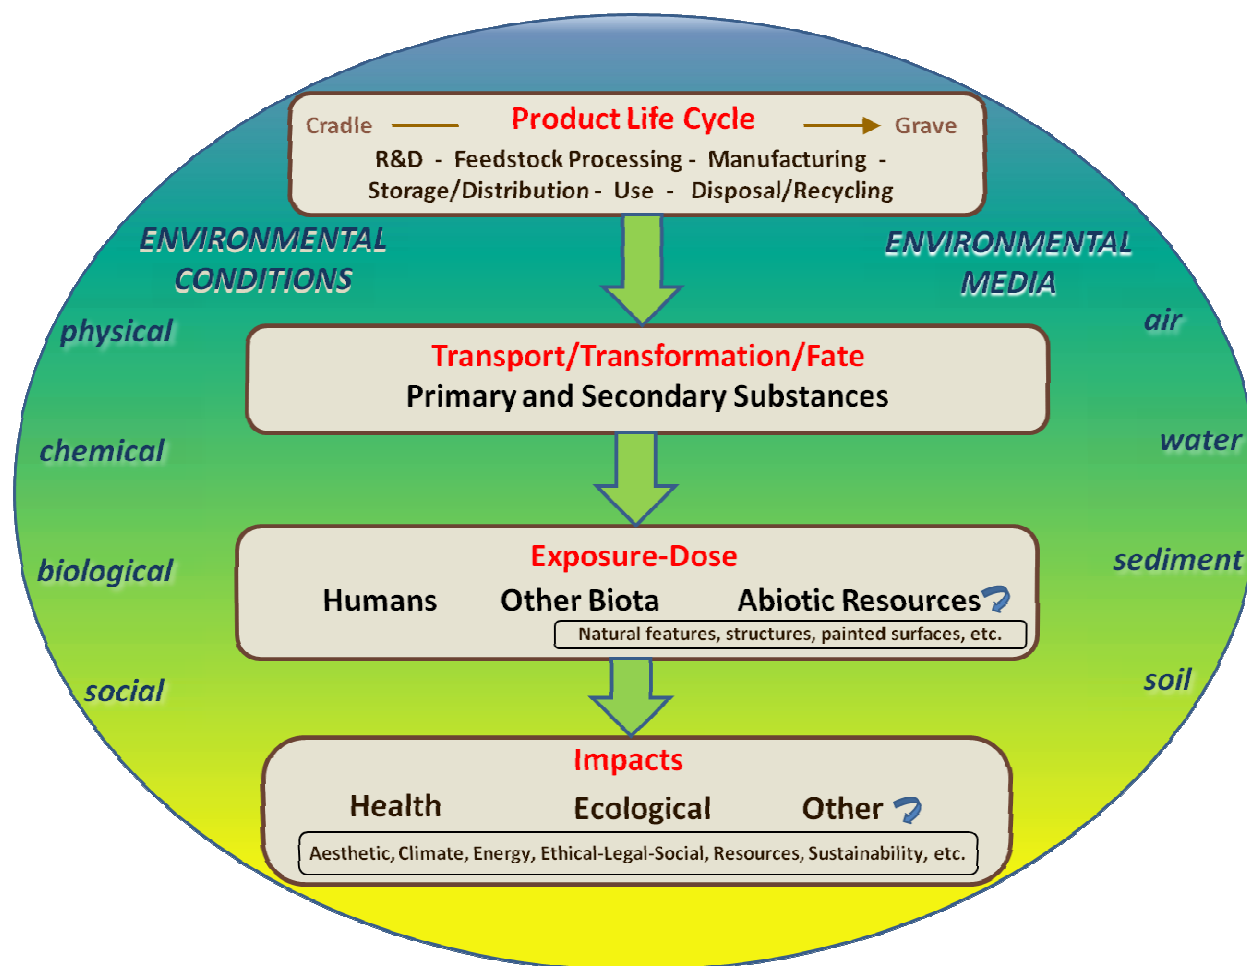 Cradle Product Life Cycle Grave
R&D - Feedstock Processing - Manufacturing -
Storage/Distribution - Use - Disposal/Recycling
ENVIRONMENTAL
CONDITIONS
physical
chemical
biological
social
ENVIRONMENTAL
MEDIA
air
water
sediment
soil
Transport/Transformation/Fate
Primary and Secondary Substances
Exposure-Dose
Humans Other Biota Abiotic Resources
Natural features, structures, painted surfaces, etc.
Impacts
Health Ecological Other
Aesthetic, Climate, Energy, Ethical-Legal-Social, Resources, Sustainability, etc.